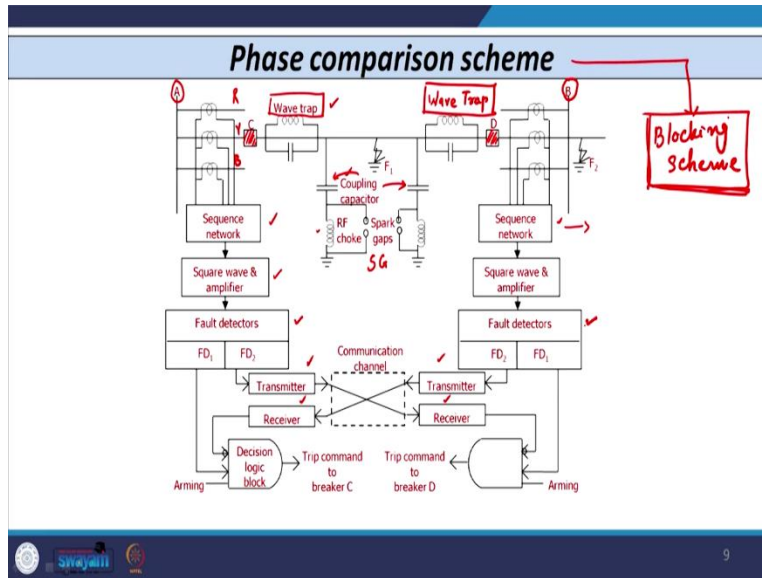 Phase comparison scheme
A
R
Wave trap
Wave Trap
B
Y
C
D
B
F1
F2
Blocking
scheme
Coupling
capacitor
Sequence
network
RF
choke
Spark
gaps
Sequence
network
SG
Square wave &
amplifier
Square wave &
amplifier
Fault detectors
Fault detectors
FD1
FD2
Communication
channel
FD2
FD1
Transmitter
Transmitter
Receiver
Receiver
Decision
logic
block
Trip command
to
breaker C
Trip command
to
breaker D
Arming
Arming
swayam
9